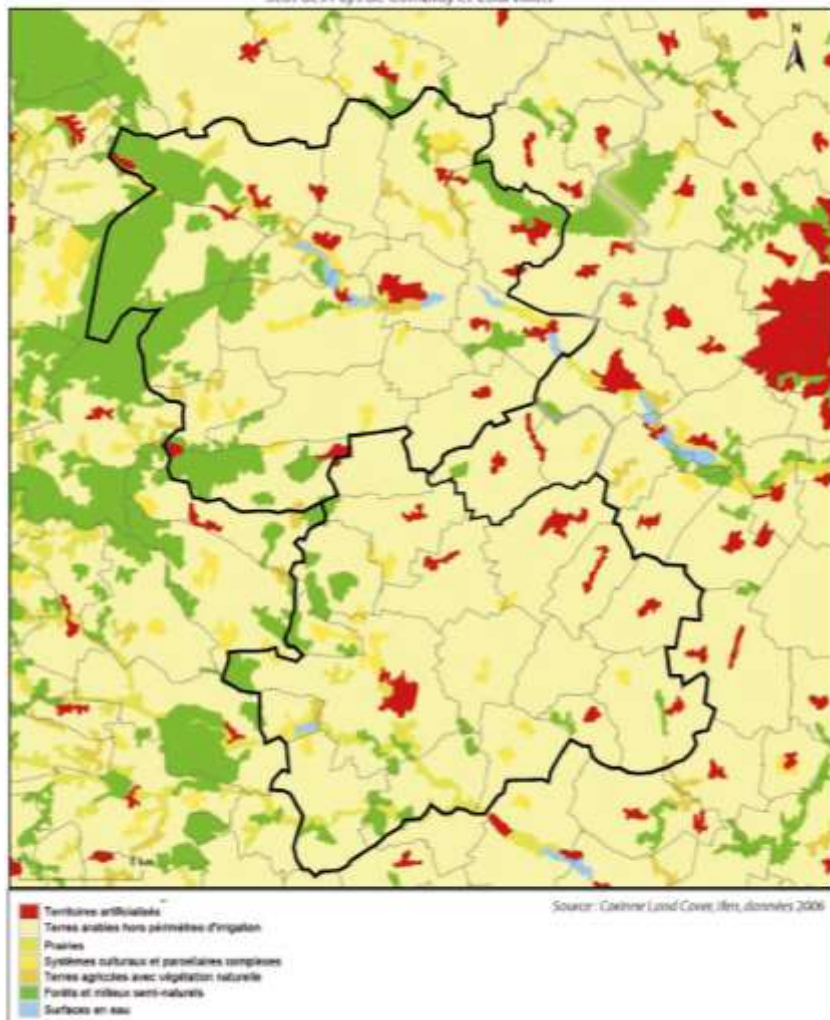 N
Territoires artificialisés
Terres arables hors périmètres d'irrigation
Prairies
Systèmes culturaux et parcellaires complexes
Terres agricoles avec végétation naturelle
Forêts et milieux semi-naturels
Surfaces en eau
Source : Corinne Land Cover, Ifen, données 2006